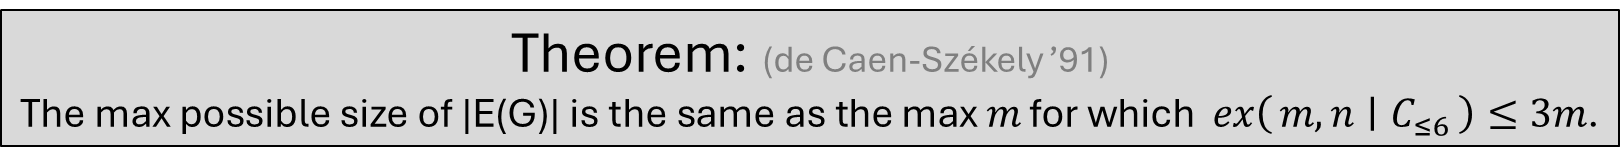 Theorem: (de Caen-Székely ’91)
The max possible size of |E(G)| is the same as the max m for which ex( m, n | C≤6 ) ≤ 3m.